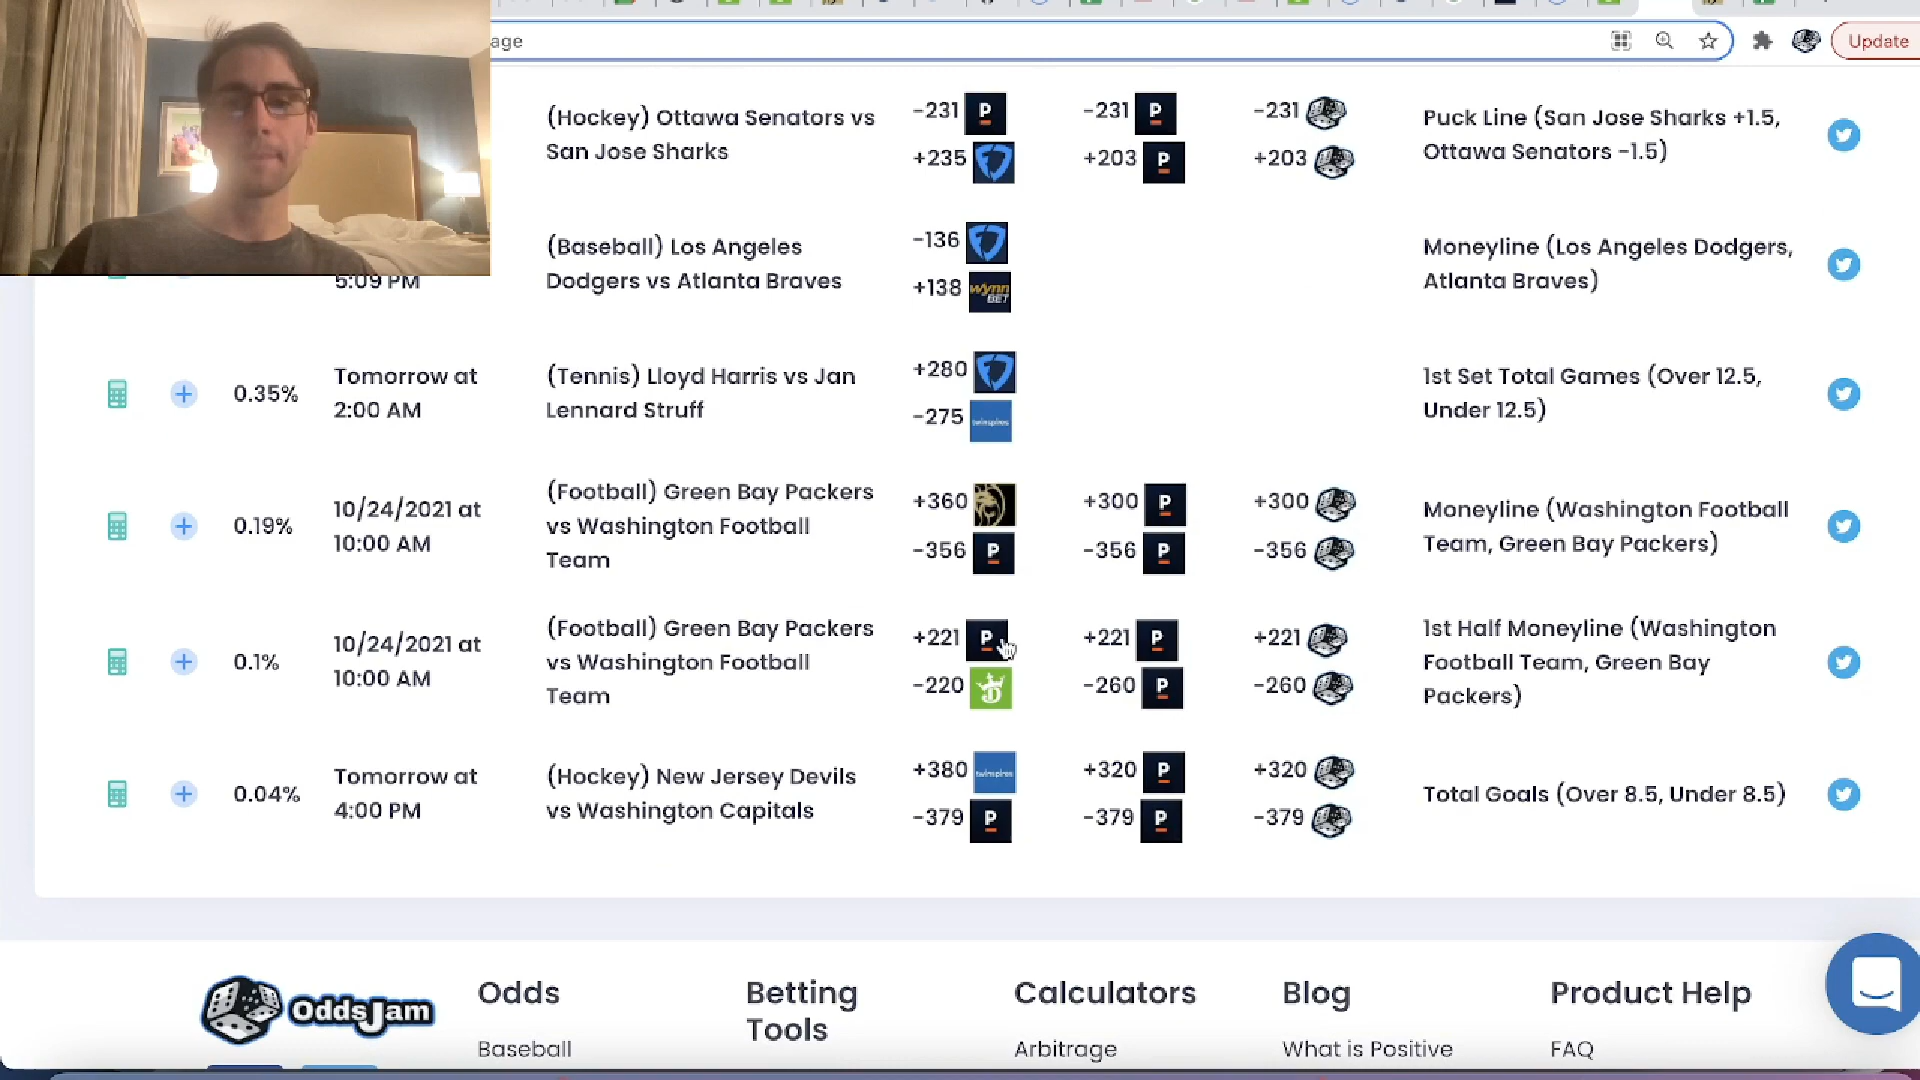 age
Update
(Hockey) Ottawa Senators vs
San Jose Sharks
-231 P
+235
-231 P
+203 P
-231
+203
Puck Line (San Jose Sharks +1.5,
Ottawa Senators -1.5)
5:09 PM
(Baseball) Los Angeles
Dodgers vs Atlanta Braves
-136
+138 WYNN
BET
Moneyline (Los Angeles Dodgers,
Atlanta Braves)
0.35%
Tomorrow at
2:00 AM
(Tennis) Lloyd Harris vs Jan
Lennard Struff
+280
-275 twinspires
1st Set Total Games (Over 12.5,
Under 12.5)
0.19%
10/24/2021 at
10:00 AM
(Football) Green Bay Packers
vs Washington Football
Team
+360
-356 P
+300 P
-356 P
+300
-356
Moneyline (Washington Football
Team, Green Bay Packers)
0.1%
10/24/2021 at
10:00 AM
(Football) Green Bay Packers
vs Washington Football
Team
+221 P
-220
+221 P
-260 P
+221
-260
1st Half Moneyline (Washington
Football Team, Green Bay
Packers)
0.04%
Tomorrow at
4:00 PM
(Hockey) New Jersey Devils
vs Washington Capitals
+380 twinspires
-379 P
+320 P
-379 P
+320
-379
Total Goals (Over 8.5, Under 8.5)
OddsJam
Odds
Baseball
Betting
Tools
Calculators
Arbitrage
Blog
What is Positive
Product Help
FAQ